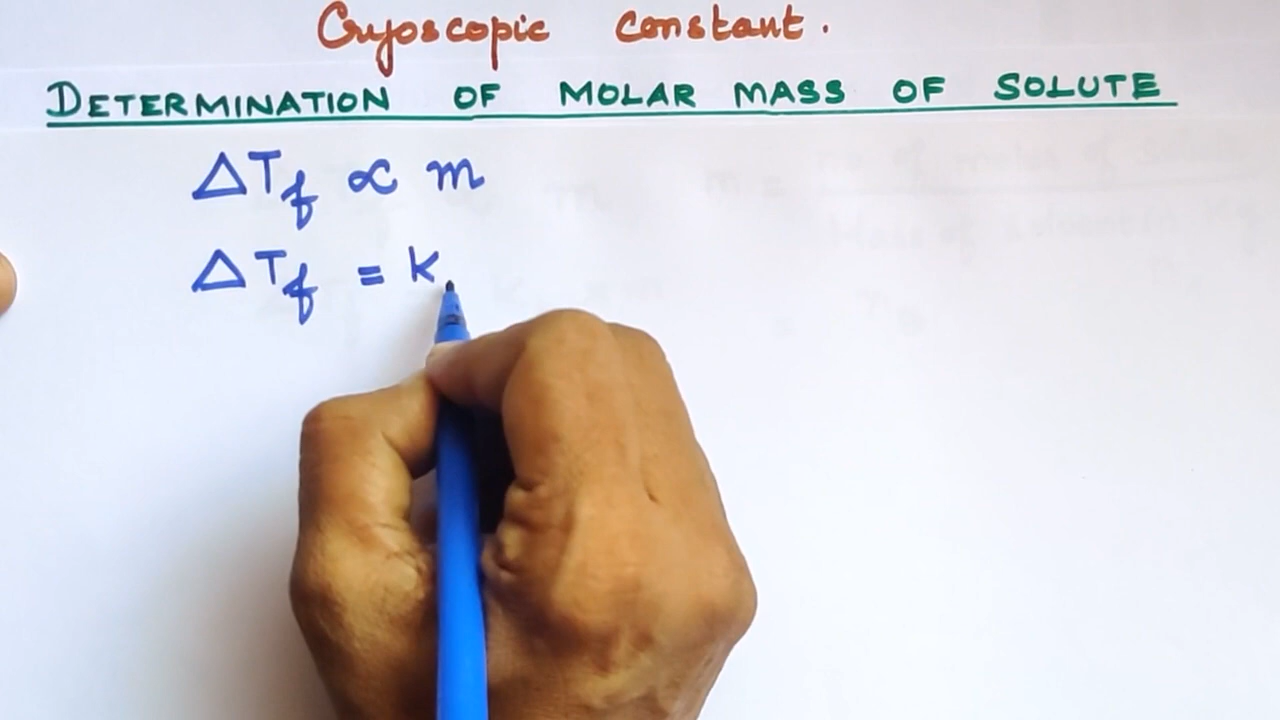 Cryoscopic constant.
DETERMINATION OF MOLAR MASS OF SOLUTE
ΔTf ∝ m
ΔTf = K